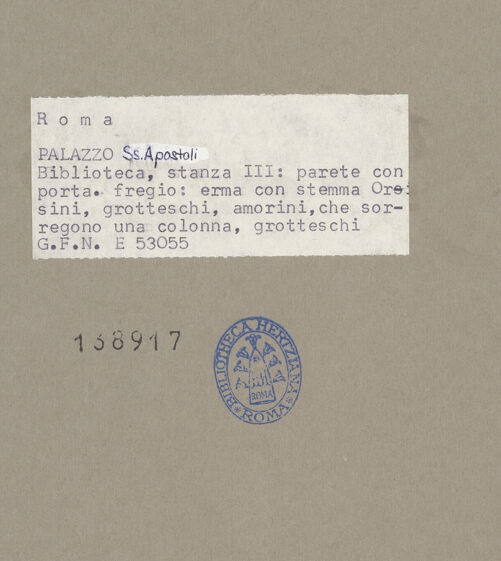 R o m a
PALAZZO Ss. Apostoli
Biblioteca, stanza III: parete con
porta. fregio: erma con stemma Or
sini, grotteschi, amorini,che sor-
regono una colonna, grotteschi
G.F.N. E 53055
138917
BIBLIOTHECA HERTZIANA
* ROMA *
ROMA